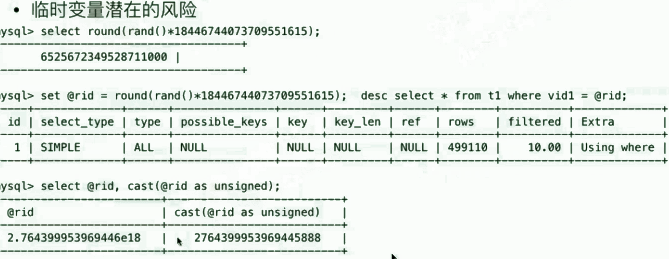 • 临时变量潜在的风险
mysql> select round(rand()*18446744073709551615);
6525672349528711000 |
mysql> set @rid = round(rand()*18446744073709551615); desc select * from t1 where vid1 = @rid;
id | select_type | type | possible_keys | key | key_len | ref | rows | filtered | Extra |
1 | SIMPLE | ALL | NULL | NULL | NULL | NULL | 499110 | 10.00 | Using where |
mysql> select @rid, cast(@rid as unsigned);
@rid | cast(@rid as unsigned) |
2.764399953969446e18 | 2764399953969445888 |